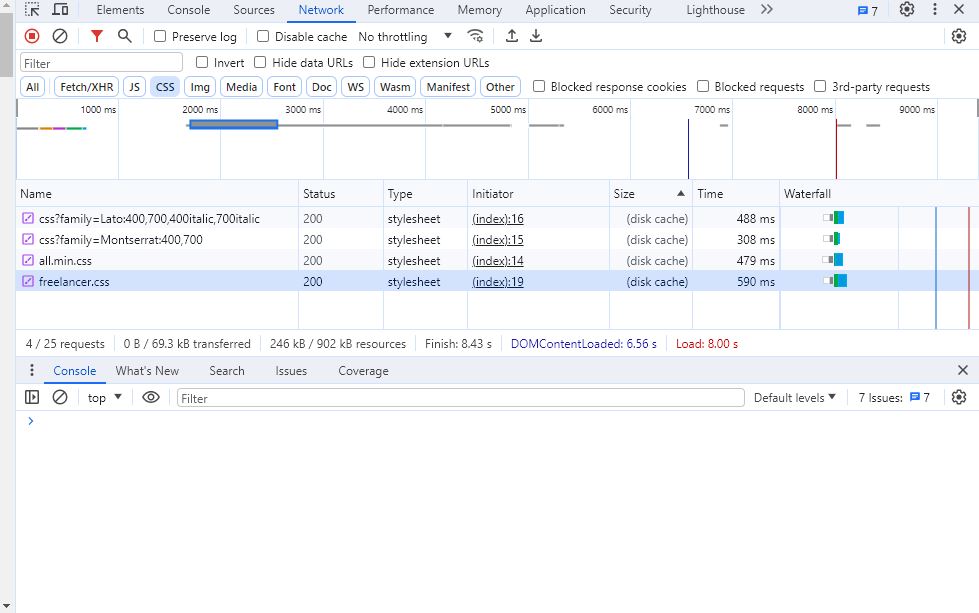 Elements Console Sources Network Performance Memory Application Security Lighthouse 7
Preserve log Disable cache No throttling
Filter Invert Hide data URLs Hide extension URLs
All Fetch/XHR JS CSS Img Media Font Doc WS Wasm Manifest Other Blocked response cookies Blocked requests 3rd-party requests
1000 ms 2000 ms 3000 ms 4000 ms 5000 ms 6000 ms 7000 ms 8000 ms 9000 ms
Name Status Type Initiator Size Time Waterfall
css?family=Lato:400,700,400italic,700italic 200 stylesheet (index):16 (disk cache) 488 ms
css?family=Montserrat:400,700 200 stylesheet (index):15 (disk cache) 308 ms
all.min.css 200 stylesheet (index):14 (disk cache) 479 ms
freelancer.css 200 stylesheet (index):19 (disk cache) 590 ms
4 / 25 requests 0 B / 69.3 kB transferred 246 kB / 902 kB resources Finish: 8.43 s DOMContentLoaded: 6.56 s Load: 8.00 s
Console What's New Search Issues Coverage
top Filter Default levels 7 Issues: 7